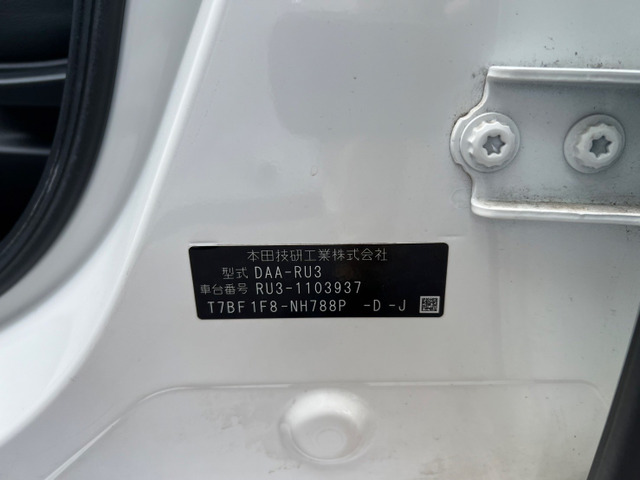 本田技研工業株式会社
型式 DAA-RU3
車台番号 RU3-1103937
T7BF1F8-NH788P -D-J